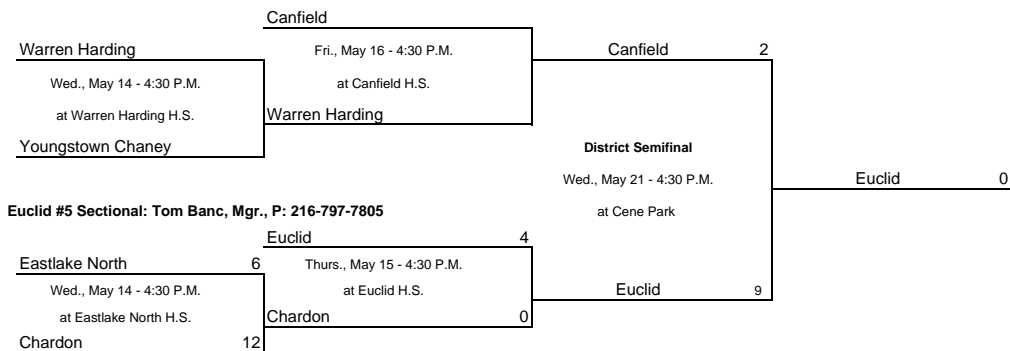 Canfield
Warren Harding
Fri., May 16 - 4:30 P.M.
Canfield 2
Wed., May 14 - 4:30 P.M.
at Canfield H.S.
at Warren Harding H.S.
Warren Harding
Youngstown Chaney
District Semifinal
Wed., May 21 - 4:30 P.M.
Euclid 0
Euclid #5 Sectional: Tom Banc, Mgr., P: 216-797-7805
at Cene Park
Euclid 4
Eastlake North 6
Thurs., May 15 - 4:30 P.M.
Wed., May 14 - 4:30 P.M.
at Euclid H.S.
Euclid 9
at Eastlake North H.S.
Chardon 0
Chardon 12